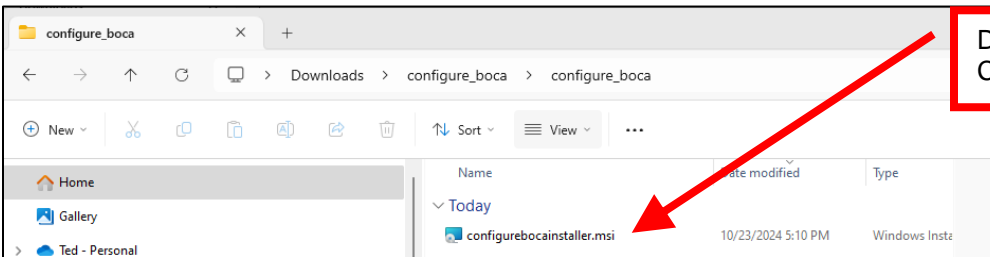 configure_boca
Downloads > configure_boca > configure_boca
New Sort View ...
Home
Gallery
Ted - Personal
Name Date modified Type
Today
configurebocainstaller.msi 10/23/2024 5:10 PM Windows Insta
D
C